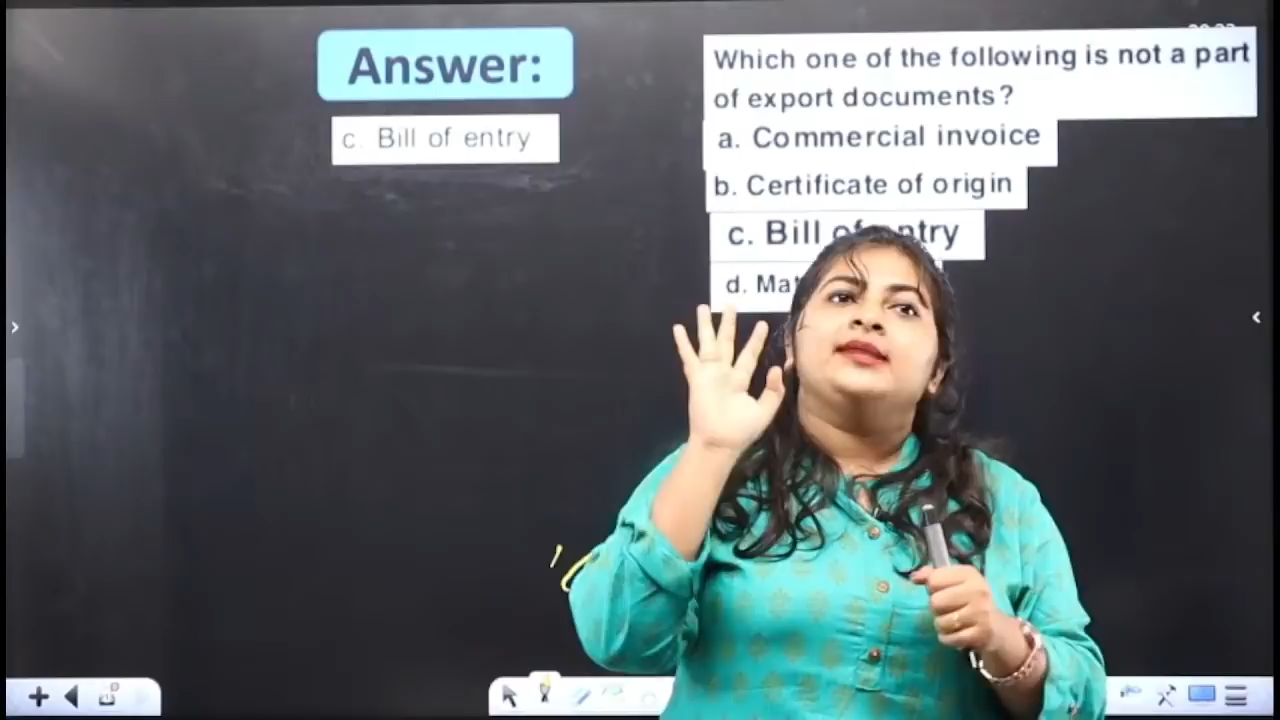 Answer:
c. Bill of entry
Which one of the following is not a part
of export documents?
a. Commercial invoice
b. Certificate of origin
c. Bill of entry
d.